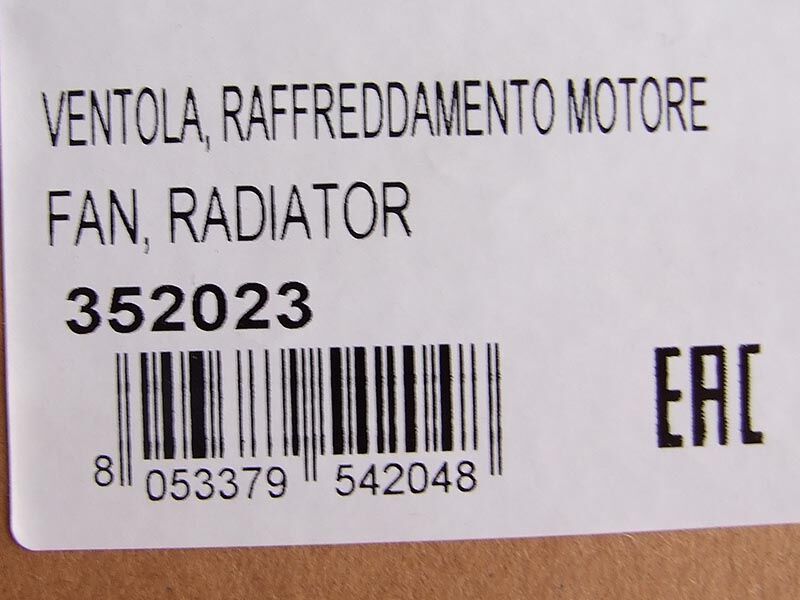 VENTOLA, RAFFREDDAMENTO MOTORE
FAN, RADIATOR
352023
EAC
8 053379 542048